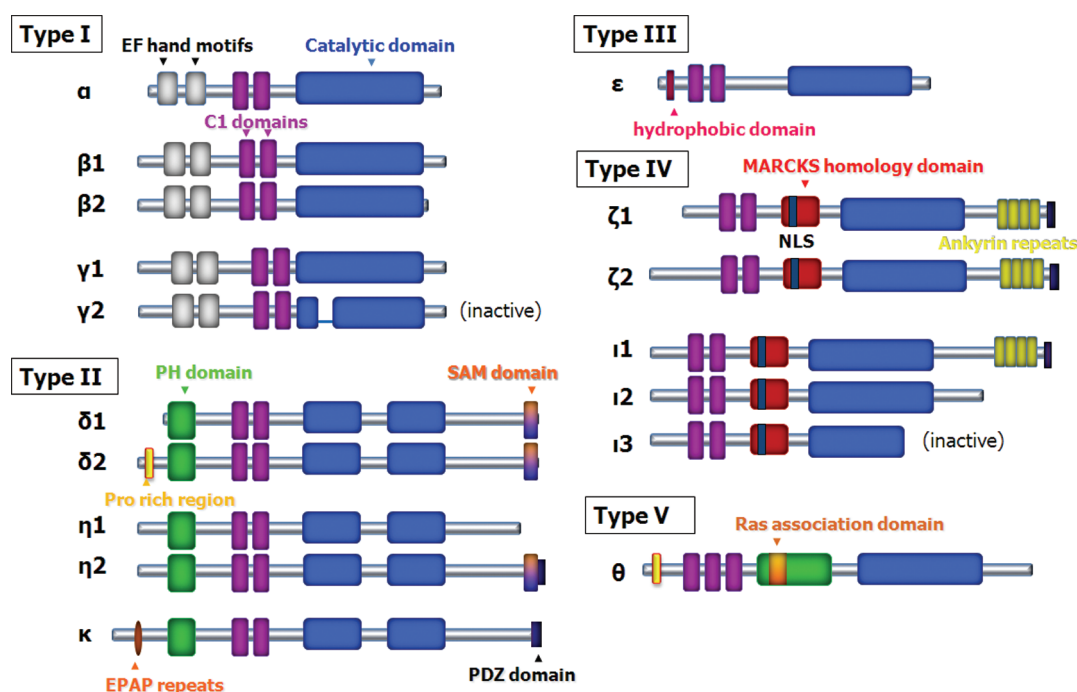 Type I
EF hand motifs
Catalytic domain
α
C1 domains
β1
β2
γ1
γ2
(inactive)
Type II
PH domain
SAM domain
δ1
δ2
Pro rich region
η1
η2
κ
EPAP repeats
PDZ domain
Type III
ε
hydrophobic domain
Type IV
MARCKS homology domain
ζ1
NLS
Ankyrin repeats
ζ2
ι1
ι2
ι3
(inactive)
Type V
Ras association domain
θ